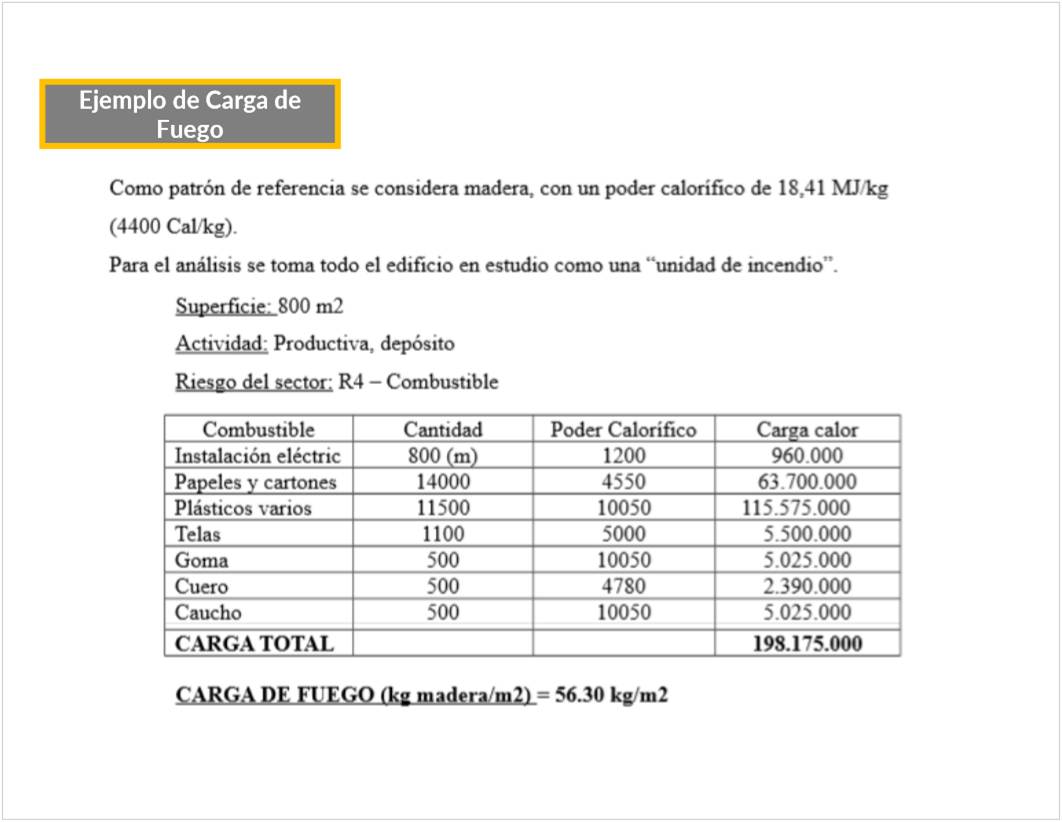 Ejemplo de Carga de
Fuego
Como patrón de referencia se considera madera, con un poder calorífico de 18,41 MJ/kg
(4400 Cal/kg).
Para el análisis se toma todo el edificio en estudio como una “unidad de incendio”.
Superficie: 800 m2
Actividad: Productiva, depósito
Riesgo del sector: R4 – Combustible
Combustible Cantidad Poder Calorífico Carga calor
Instalación eléctric 800 (m) 1200 960.000
Papeles y cartones 14000 4550 63.700.000
Plásticos varios 11500 10050 115.575.000
Telas 1100 5000 5.500.000
Goma 500 10050 5.025.000
Cuero 500 4780 2.390.000
Caucho 500 10050 5.025.000
CARGA TOTAL 198.175.000
CARGA DE FUEGO (kg madera/m2) = 56.30 kg/m2